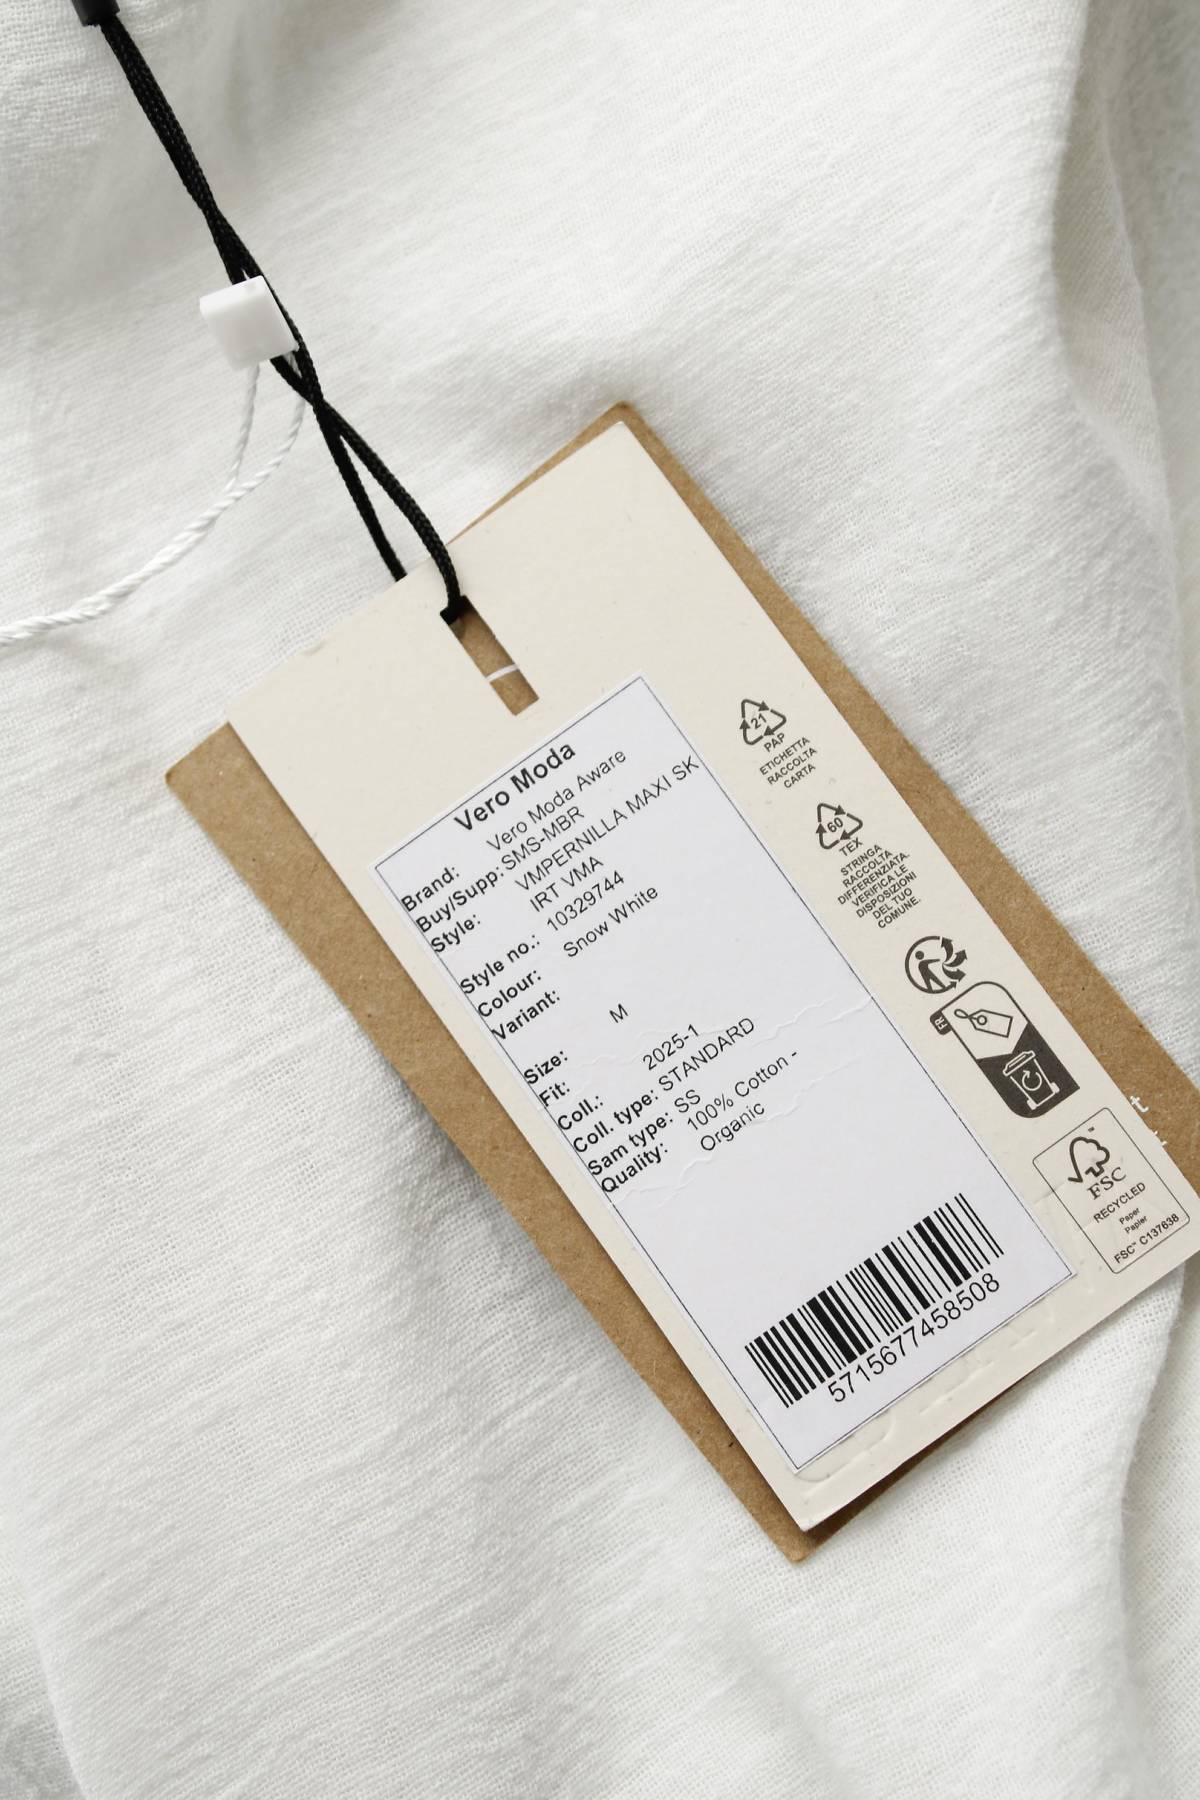 Vero Moda
Brand: Vero Moda Aware
Buy/Supp: SMS-MBR
Style: VMPERNILLA MAXI SK
IRT VMA
Style no.: 10329744
Colour: Snow White
Variant:
Size: M
Fit:
Coll.: 2025-1
Coll. type: STANDARD
Sam type: SS
Quality: 100% Cotton -
Organic
5715677458508
21
PAP
ETICHETTA
RACCOLTA
CARTA
60
TEX
STRINGA
RACCOLTA
DIFFERENZIATA.
VERIFICA LE
DISPOSIZIONI
DEL TUO
COMUNE.
FR
FSC™
RECYCLED
Paper
Papier
FSC™ C137638
t